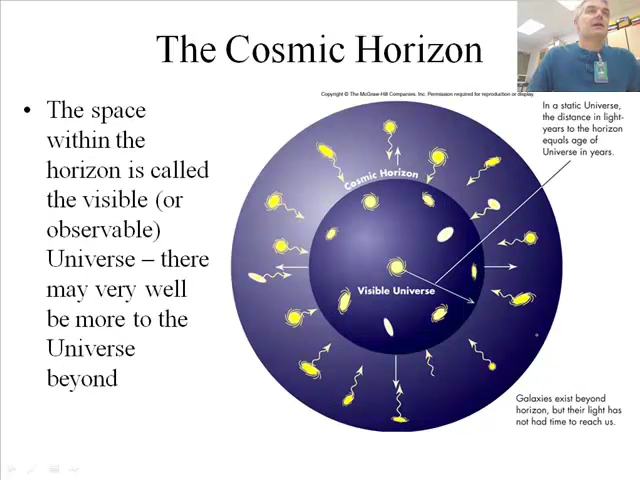 The Cosmic Horizon
• The space
within the
horizon is called
the visible (or
observable)
Universe – there
may very well
be more to the
Universe
beyond
Copyright © The McGraw-Hill Companies, Inc. Permission required for reproduction or display.
In a static Universe,
the distance in light-
years to the horizon
equals age of
Universe in years.
Cosmic Horizon
Visible Universe
Galaxies exist beyond
horizon, but their light has
not had time to reach us.